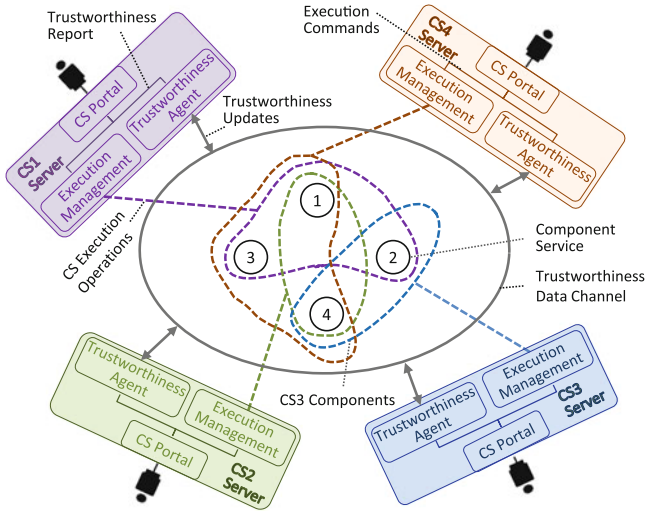 Trustworthiness
Report
Execution
Commands
CS4
Server
CS Portal
Execution
Management
Trustworthiness
Agent
CS Portal
Trustworthiness
Agent
CS1
Server
Execution
Management
Trustworthiness
Updates
CS Execution
Operations
1
2
3
4
Component
Service
Trustworthiness
Data Channel
CS3 Components
Trustworthiness
Agent
Execution
Management
CS Portal
CS2
Server
Execution
Management
Trustworthiness
Agent
CS3
Server
CS Portal